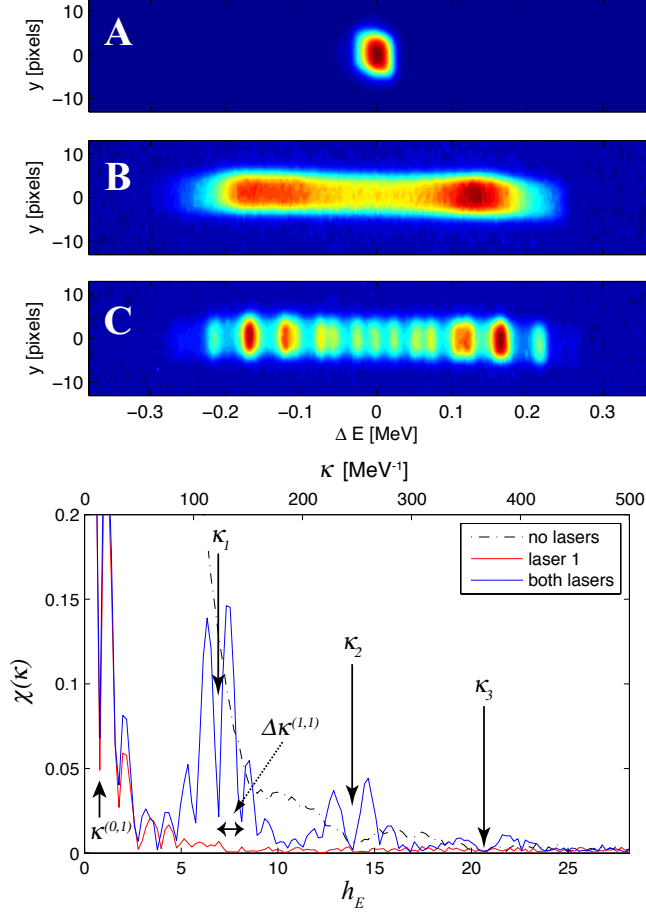 A
y [pixels]
10
0
−10
B
y [pixels]
10
0
−10
C
y [pixels]
10
0
−10
−0.3 −0.2 −0.1 0 0.1 0.2 0.3
Δ E [MeV]
κ [MeV⁻¹]
0 100 200 300 400 500
0.2
0.15
0.1
0.05
0
χ(κ)
no lasers
laser 1
both lasers
κ₁
κ₂
κ₃
Δκ⁽¹,¹⁾
κ⁽⁰,¹⁾
0 5 10 15 20 25
h_E